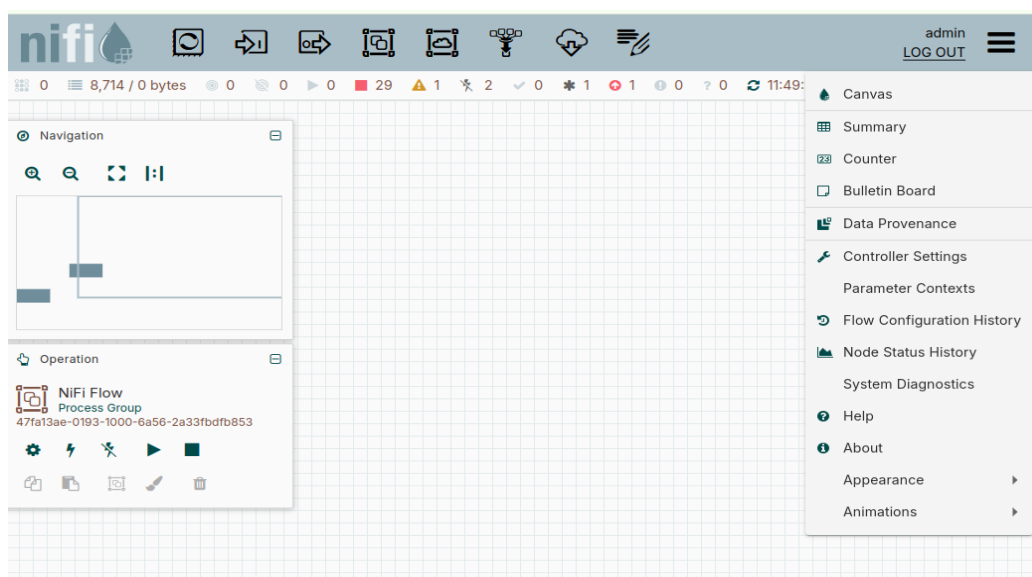 nifi
admin
LOG OUT
0 8,714 / 0 bytes 0 0 0 29 1 2 0 1 1 0 ? 0 11:49:
Canvas
Navigation
Summary
23 Counter
Bulletin Board
Data Provenance
Controller Settings
Parameter Contexts
Flow Configuration History
Operation
Node Status History
System Diagnostics
NiFi Flow
Process Group
47fa13ae-0193-1000-6a56-2a33fbdfb853
Help
About
Appearance
Animations